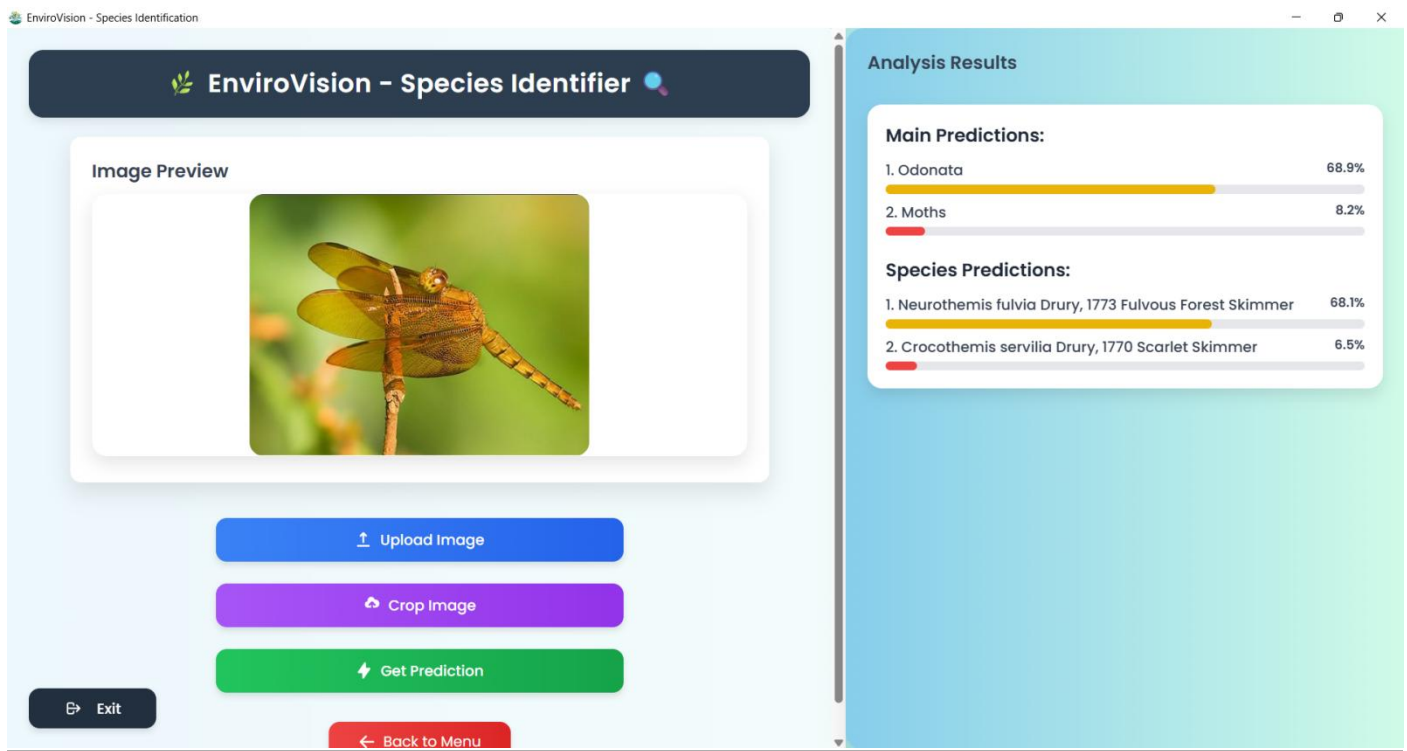 EnviroVision - Species Identification
EnviroVision - Species Identifier
Image Preview
Upload Image
Crop Image
Get Prediction
Exit
Back to Menu
Analysis Results
Main Predictions:
1. Odonata 68.9%
2. Moths 8.2%
Species Predictions:
1. Neurothemis fulvia Drury, 1773 Fulvous Forest Skimmer 68.1%
2. Crocothemis servilia Drury, 1770 Scarlet Skimmer 6.5%